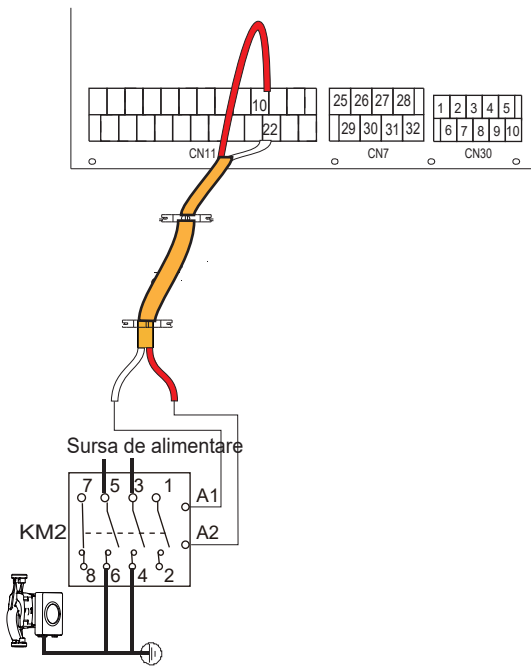 10
25 26 27 28
1 2 3 4 5
22
29 30 31 32
6 7 8 9 10
CN11
CN7
CN30
Sursa de alimentare
7 5 3 1
A1
KM2
A2
8 6 4 2